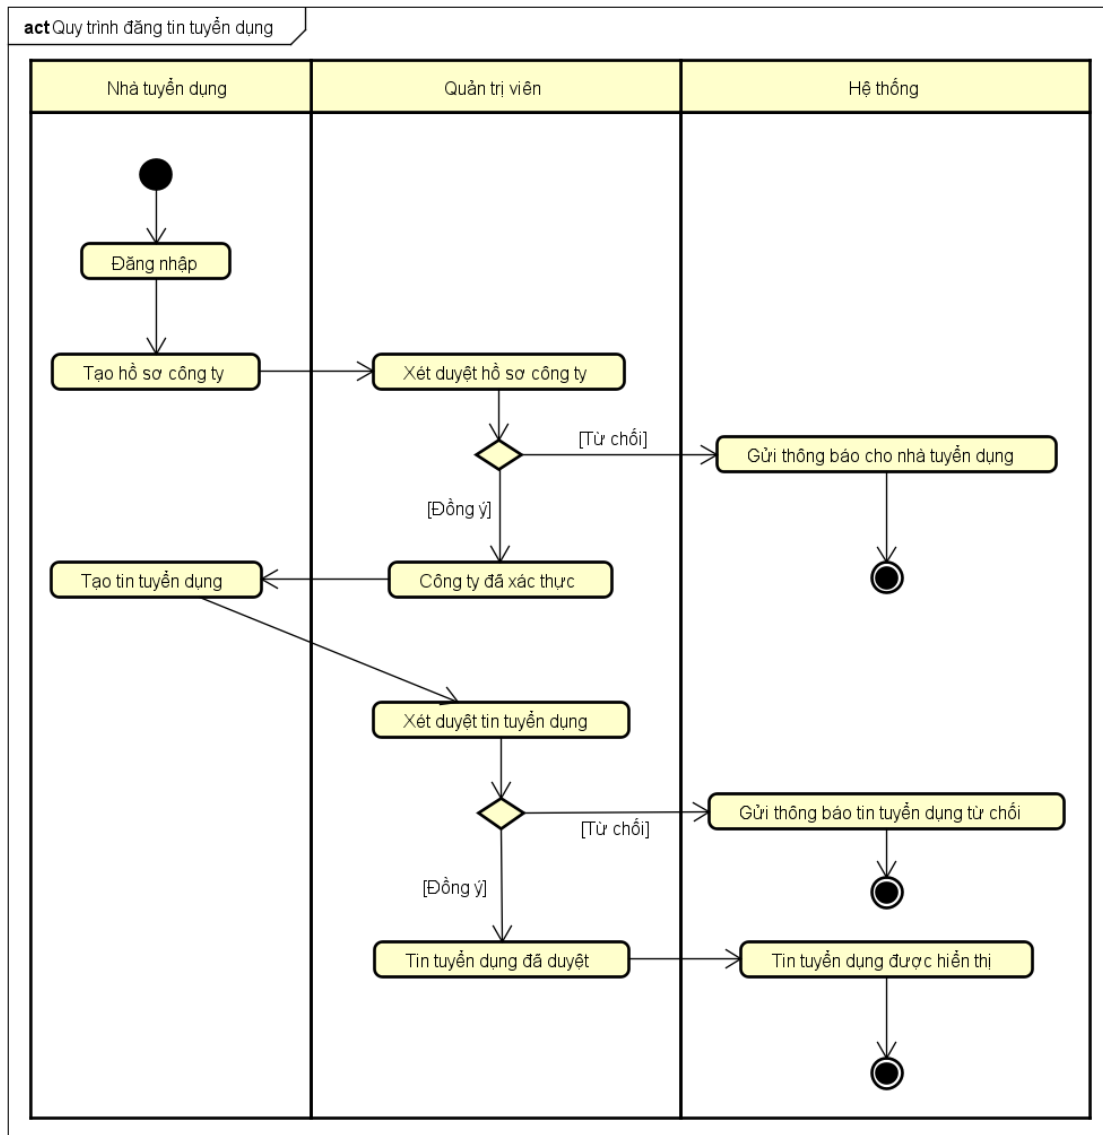 act Quy trình đăng tin tuyển dụng
Nhà tuyển dụng
Quản trị viên
Hệ thống
Đăng nhập
Tạo hồ sơ công ty
Xét duyệt hồ sơ công ty
[Từ chối]
Gửi thông báo cho nhà tuyển dụng
[Đồng ý]
Tạo tin tuyển dụng
Công ty đã xác thực
Xét duyệt tin tuyển dụng
Gửi thông báo tin tuyển dụng từ chối
[Từ chối]
[Đồng ý]
Tin tuyển dụng đã duyệt
Tin tuyển dụng được hiển thị